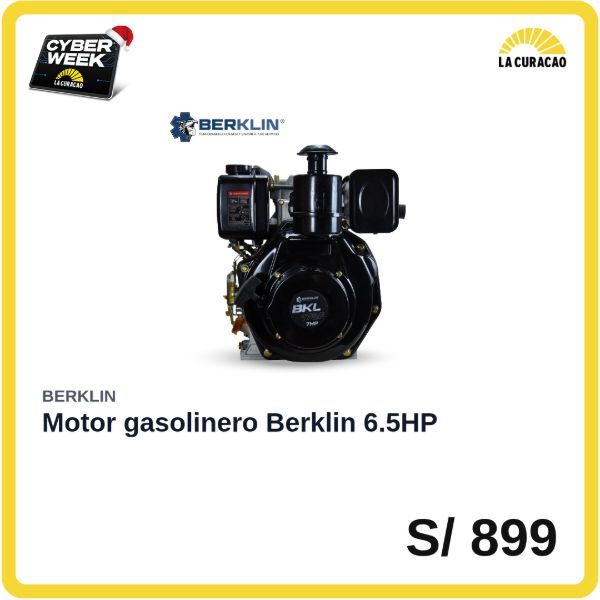 CYBER
WEEK
LA CURACAO
LA CURACAO
BERKLIN®
BERKLIN
BKL
7HP
BERKLIN
Motor gasolinero Berklin 6.5HP
S/ 899